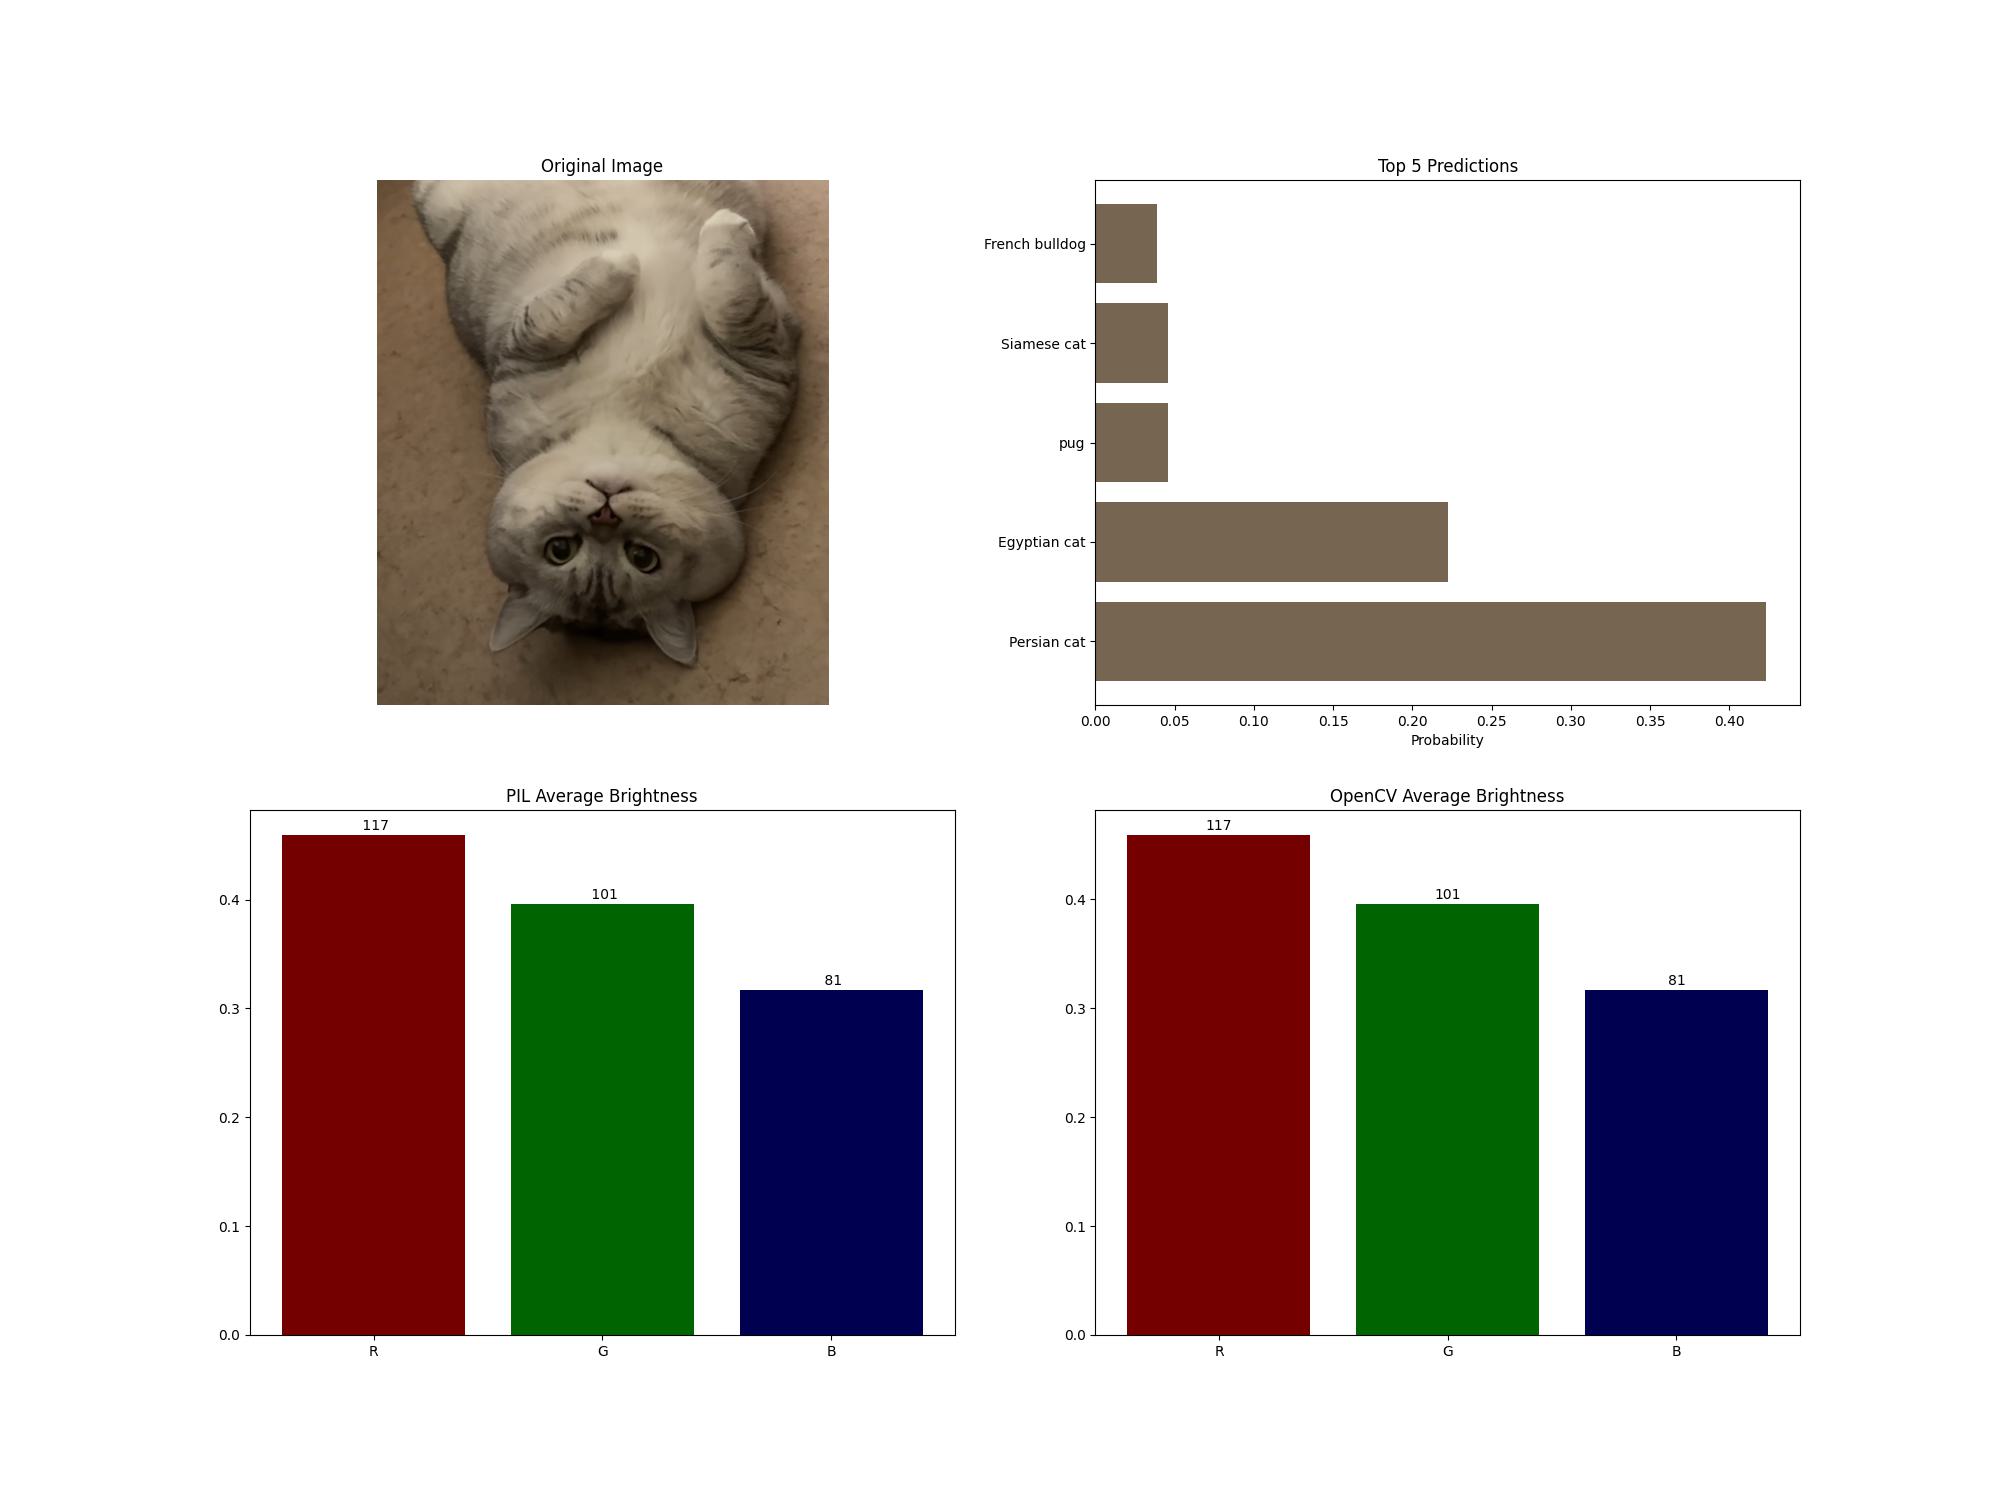 Original Image
Top 5 Predictions
French bulldog
Siamese cat
pug
Egyptian cat
Persian cat
0.00 0.05 0.10 0.15 0.20 0.25 0.30 0.35 0.40
Probability
PIL Average Brightness
117
101
81
0.4
0.3
0.2
0.1
0.0
R G B
OpenCV Average Brightness
117
101
81
0.4
0.3
0.2
0.1
0.0
R G B